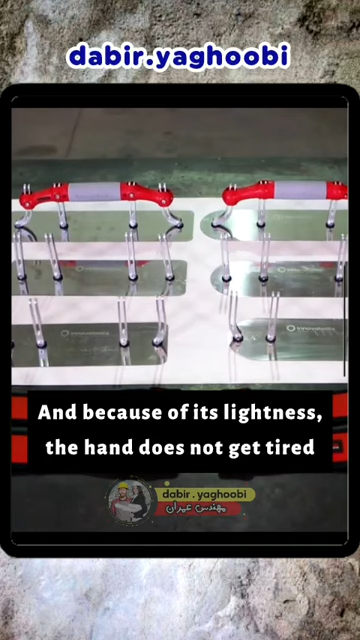 dabir.yaghoobi
And because of its lightness,
the hand does not get tired
dabir.yaghoobi
مهندس عمران